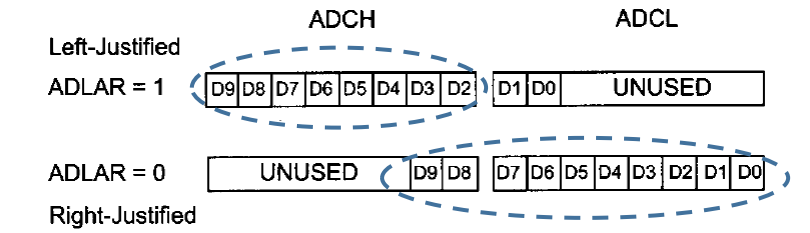 ADCH ADCL
Left-Justified
ADLAR = 1 D9 D8 D7 D6 D5 D4 D3 D2 D1 D0 UNUSED
ADLAR = 0 UNUSED D9 D8 D7 D6 D5 D4 D3 D2 D1 D0
Right-Justified